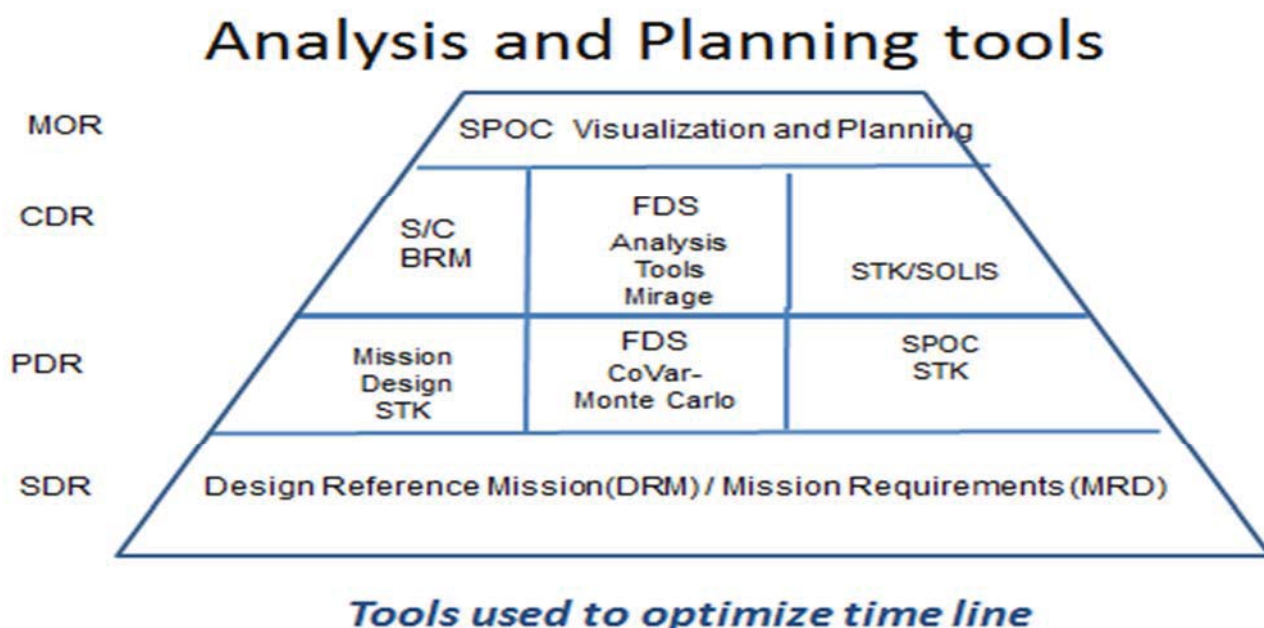 Analysis and Planning tools
MOR
SPOC Visualization and Planning
CDR
S/C
BRM
FDS
Analysis
Tools
Mirage
STK/SOLIS
PDR
Mission
Design
STK
FDS
CoVar-
Monte Carlo
SPOC
STK
SDR
Design Reference Mission(DRM) / Mission Requirements (MRD)
Tools used to optimize time line